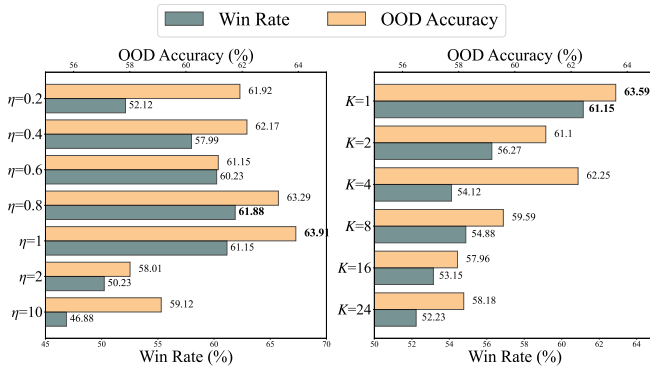 Win Rate OOD Accuracy
OOD Accuracy (%)
56 58 60 62 64
η=0.2 61.92
52.12
η=0.4 62.17
57.99
η=0.6 61.15
60.23
η=0.8 63.29
61.88
η=1 63.91
61.15
η=2 58.01
50.23
η=10 59.12
46.88
45 50 55 60 65 70
Win Rate (%)
OOD Accuracy (%)
56 58 60 62 64
K=1 63.59
61.15
K=2 61.1
56.27
K=4 62.25
54.12
K=8 59.59
54.88
K=16 57.96
53.15
K=24 58.18
52.23
50 52 54 56 58 60 62 64
Win Rate (%)